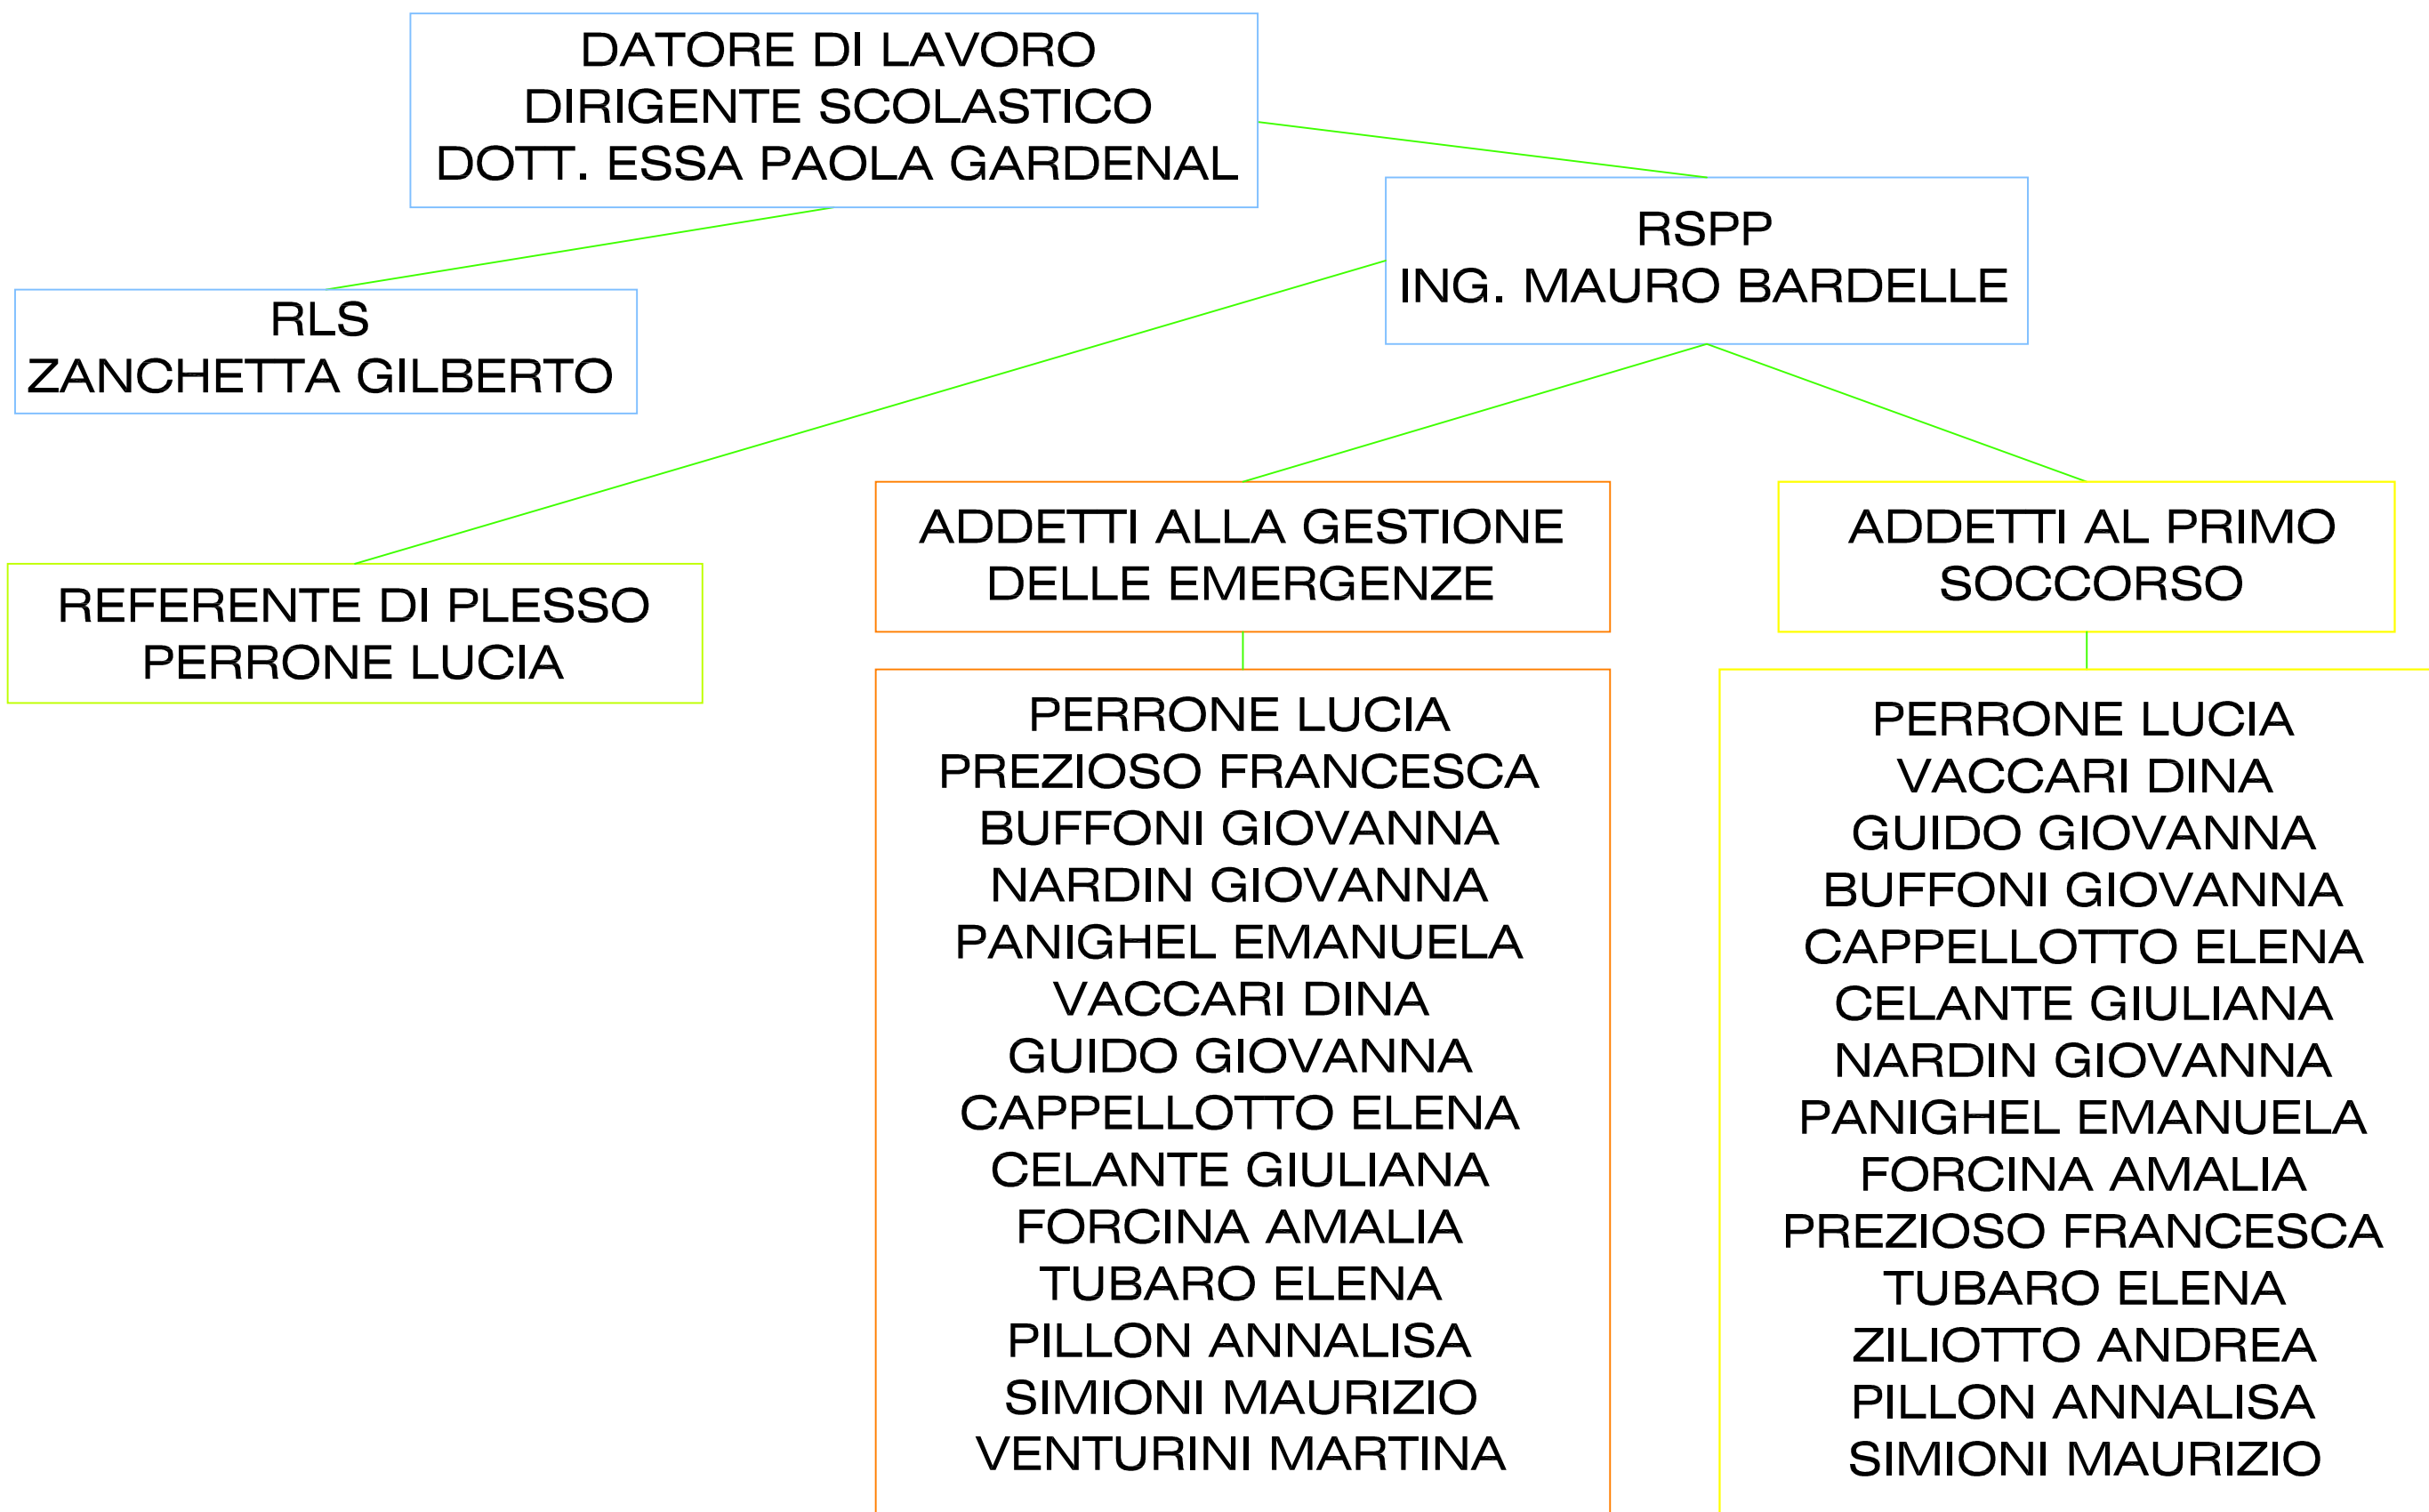 DATORE DI LAVORO
DIRIGENTE SCOLASTICO
DOTT. ESSA PAOLA GARDENAL
RSPP
ING. MAURO BARDELLE
RLS
ZANCHETTA GILBERTO
REFERENTE DI PLESSO
PERRONE LUCIA
ADDETTI ALLA GESTIONE
DELLE EMERGENZE
PERRONE LUCIA
PREZIOSO FRANCESCA
BUFFONI GIOVANNA
NARDIN GIOVANNA
PANIGHEL EMANUELA
VACCARI DINA
GUIDO GIOVANNA
CAPPELLOTTO ELENA
CELANTE GIULIANA
FORCINA AMALIA
TUBARO ELENA
PILLON ANNALISA
SIMIONI MAURIZIO
VENTURINI MARTINA
ADDETTI AL PRIMO
SOCCORSO
PERRONE LUCIA
VACCARI DINA
GUIDO GIOVANNA
BUFFONI GIOVANNA
CAPPELLOTTO ELENA
CELANTE GIULIANA
NARDIN GIOVANNA
PANIGHEL EMANUELA
FORCINA AMALIA
PREZIOSO FRANCESCA
TUBARO ELENA
ZILIOTTO ANDREA
PILLON ANNALISA
SIMIONI MAURIZIO